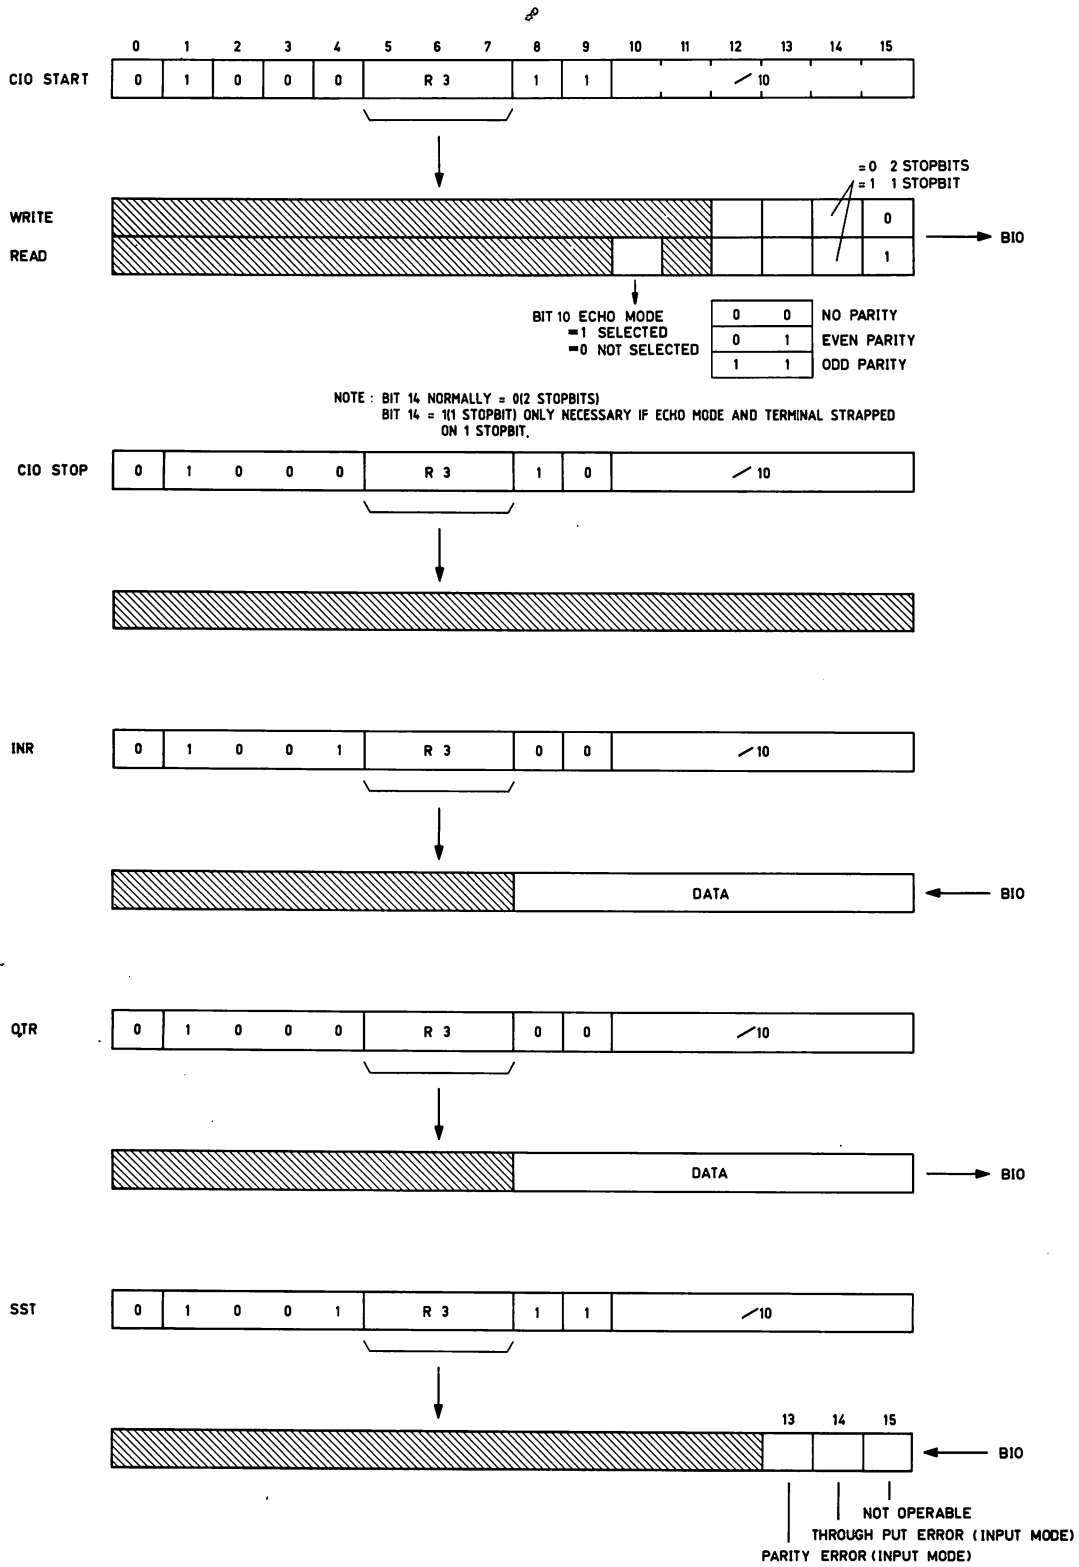 0 1 2 3 4 5 6 7 8 9 10 11 12 13 14 15
CIO START 0 1 0 0 0 R 3 1 1 /10
=0 2 STOPBITS
=1 1 STOPBIT
WRITE 0
BIO
READ 1
BIT 10 ECHO MODE
=1 SELECTED
=0 NOT SELECTED
0 0 NO PARITY
0 1 EVEN PARITY
1 1 ODD PARITY
NOTE : BIT 14 NORMALLY = 0(2 STOPBITS)
BIT 14 = 1(1 STOPBIT) ONLY NECESSARY IF ECHO MODE AND TERMINAL STRAPPED
ON 1 STOPBIT.
CIO STOP 0 1 0 0 0 R 3 1 0 /10
INR 0 1 0 0 1 R 3 0 0 /10
DATA BIO
OTR 0 1 0 0 0 R 3 0 0 /10
DATA BIO
SST 0 1 0 0 1 R 3 1 1 /10
13 14 15
BIO
NOT OPERABLE
THROUGH PUT ERROR (INPUT MODE)
PARITY ERROR (INPUT MODE)